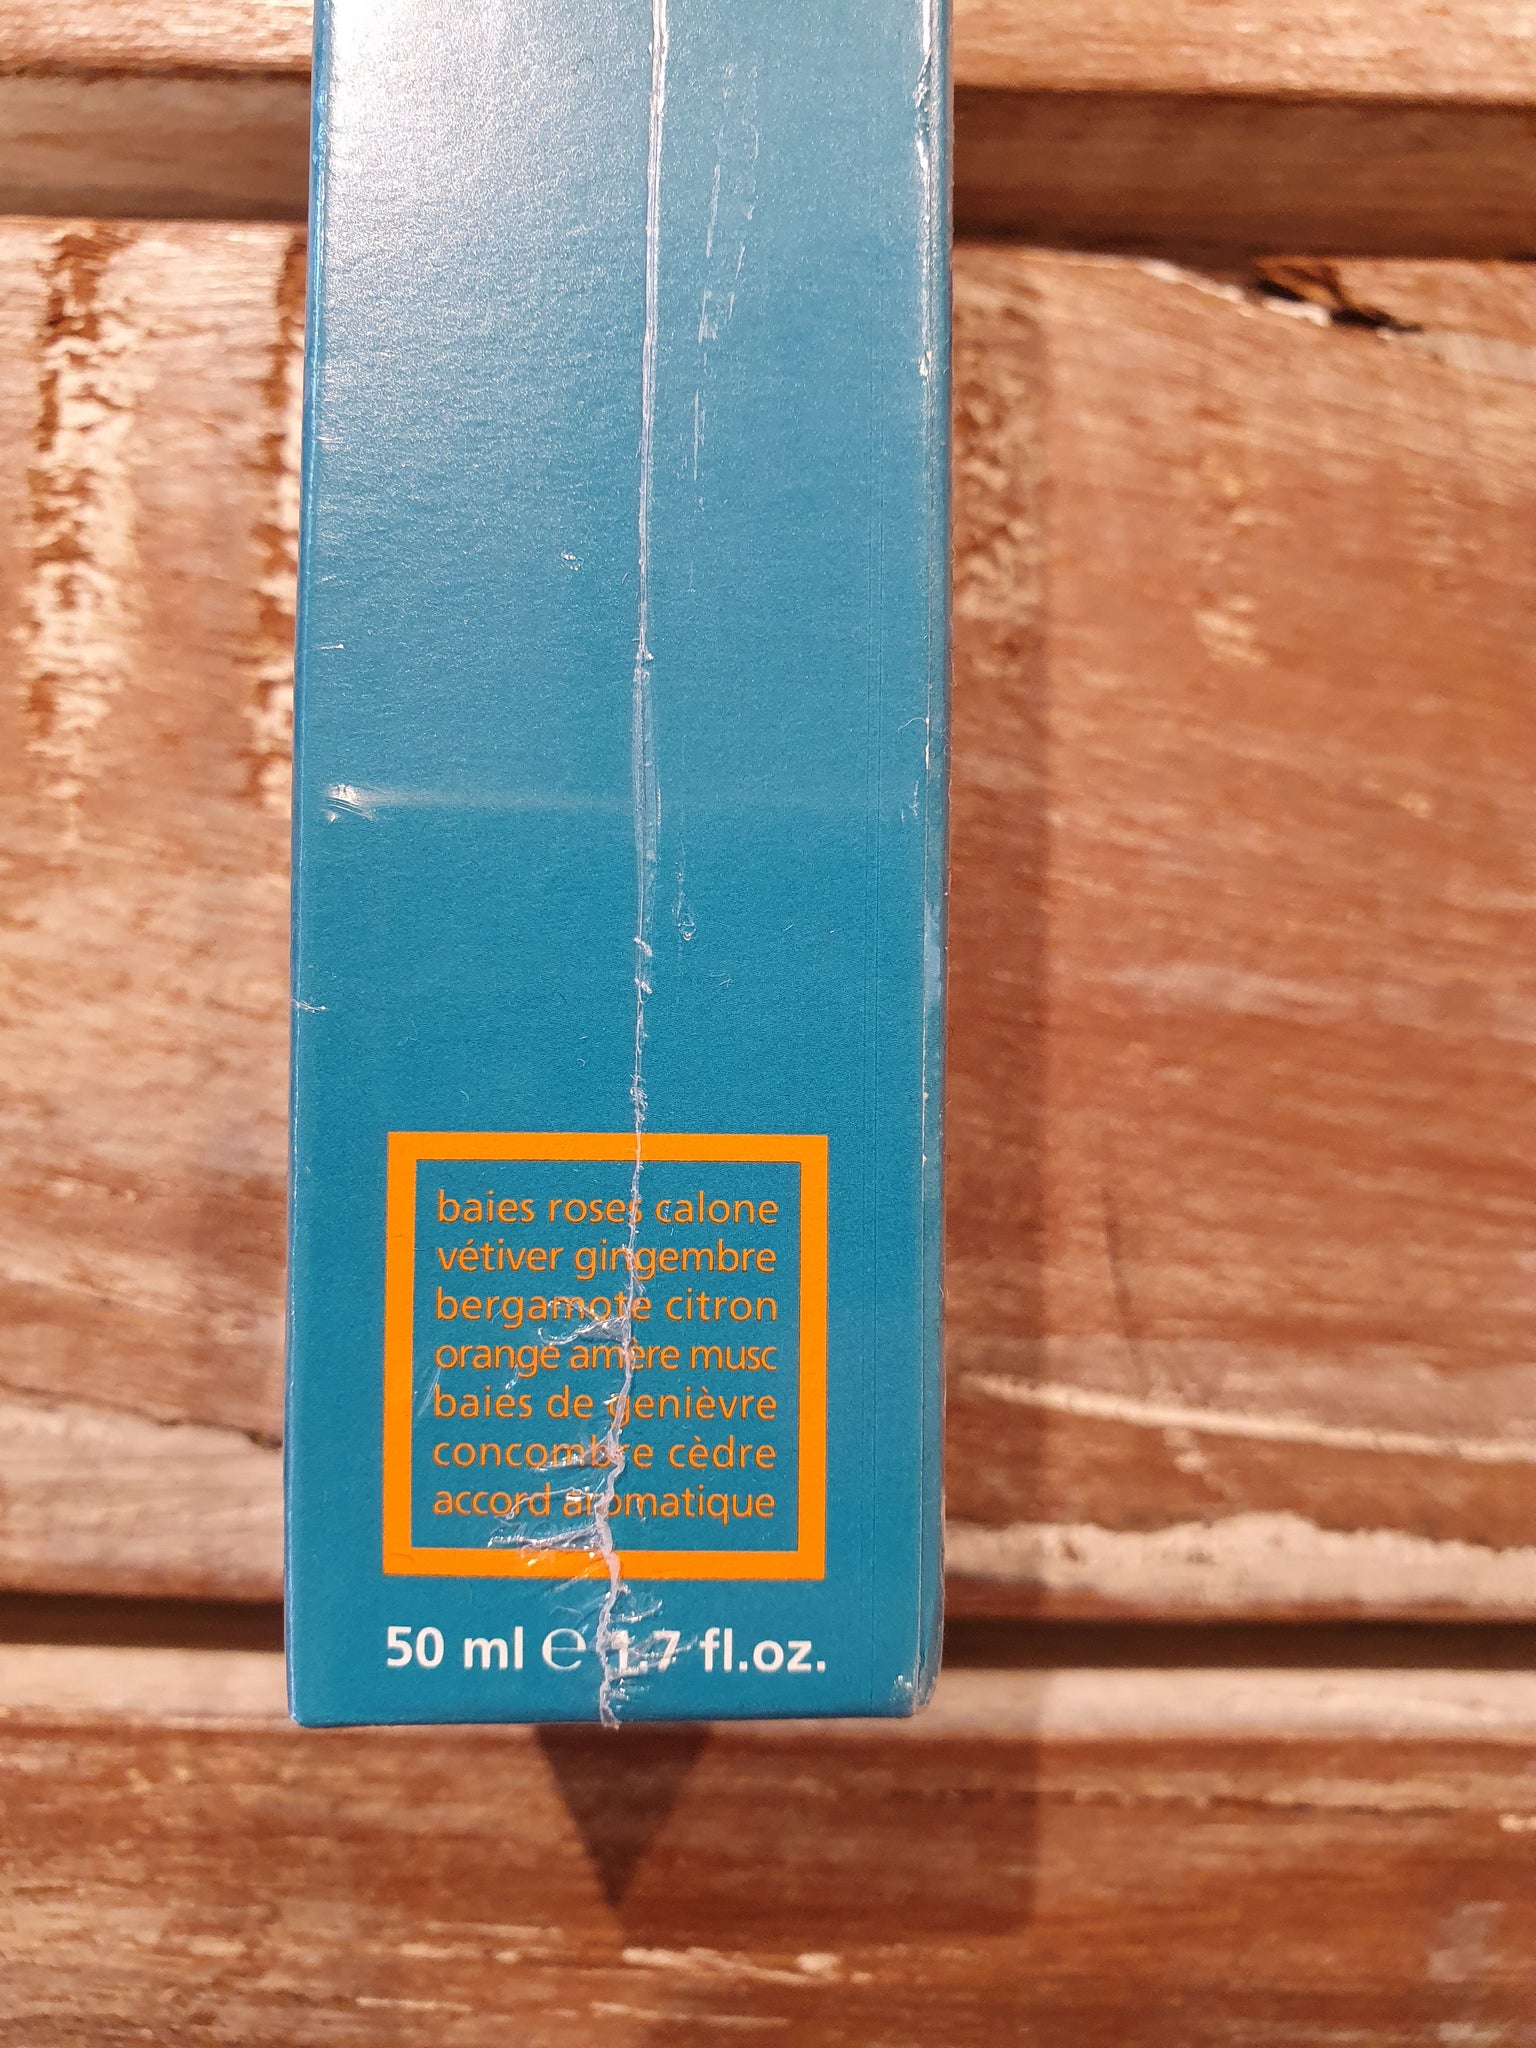 baies roses calone
vétiver gingembre
bergamote citron
orange amère musc
baies de genièvre
concombre cèdre
accord aromatique
50 ml ℮ 1.7 fl.oz.